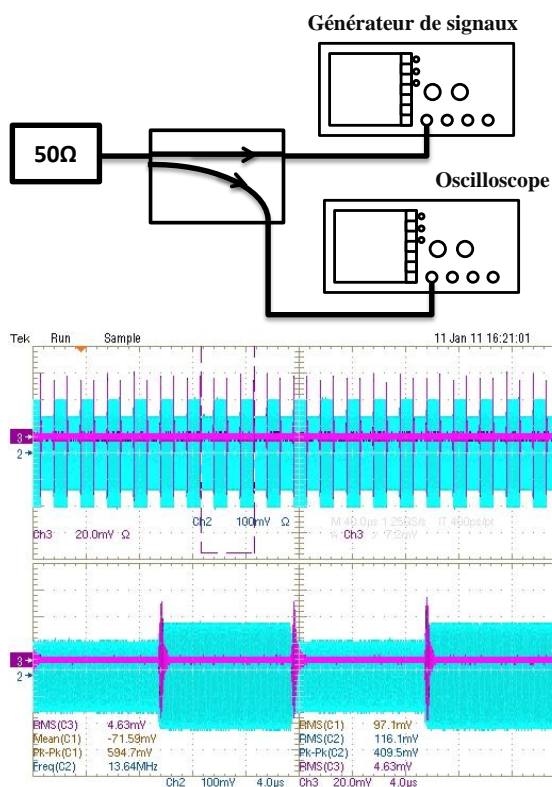 Générateur de signaux
50Ω
Oscilloscope
Tek Run Sample 11 Jan 11 16:21:01
3
2
Ch2 100mV Ω
Ch3 20.0mV Ω Ch3
3
2
RMS(C3) 4.63mV
Mean(C1) -71.59mV
Pk-Pk(C1) 594.7mV
Freq(C2) 13.64MHz
RMS(C1) 97.1mV
RMS(C2) 116.1mV
Pk-Pk(C2) 409.5mV
RMS(C3) 4.63mV
Ch2 100mV 4.0µs Ch3 20.0mV 4.0µs